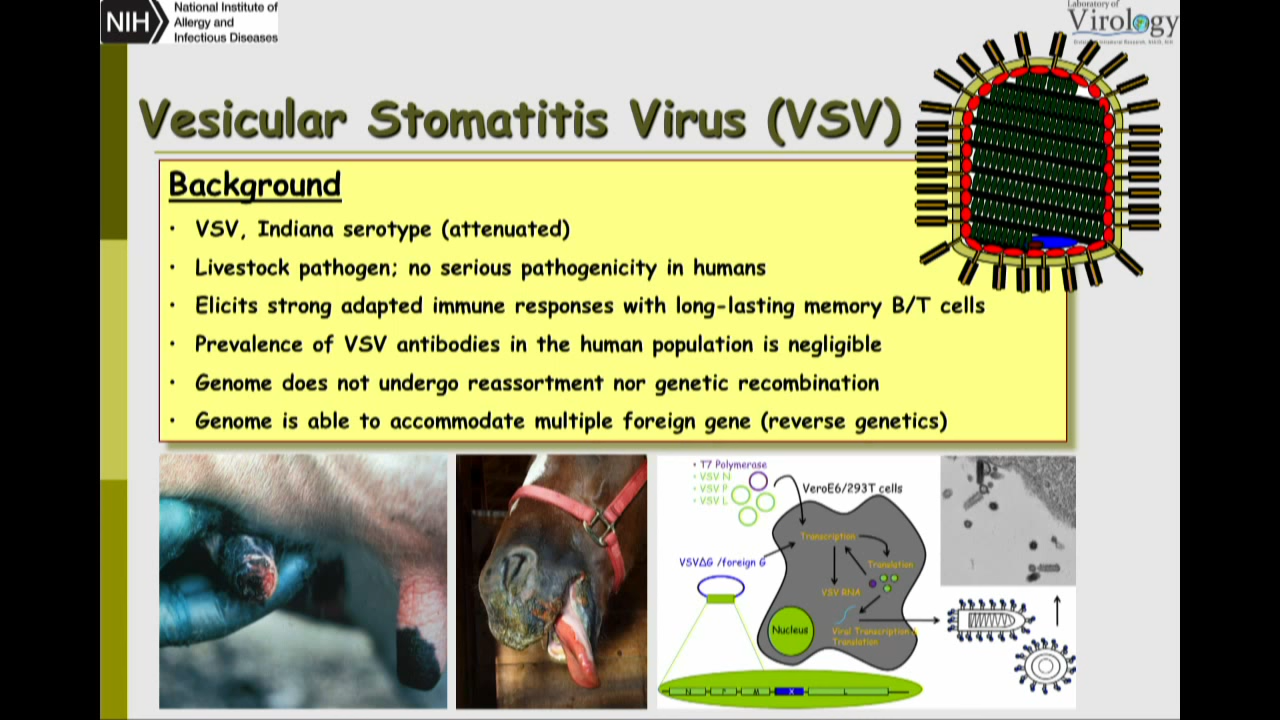 NIH
National Institute of
Allergy and
Infectious Diseases
Laboratory of
Virology
Vesicular Stomatitis Virus (VSV)
Background
• VSV, Indiana serotype (attenuated)
• Livestock pathogen; no serious pathogenicity in humans
• Elicits strong adapted immune responses with long-lasting memory B/T cells
• Prevalence of VSV antibodies in the human population is negligible
• Genome does not undergo reassortment nor genetic recombination
• Genome is able to accommodate multiple foreign gene (reverse genetics)
• T7 Polymerase
• VSV N
• VSV P
• VSV L
VeroE6/293T cells
Transcription
VSVΔG /foreign G
Translation
VSV RNA
Nucleus
Viral Transcription
Translation
N P M X L